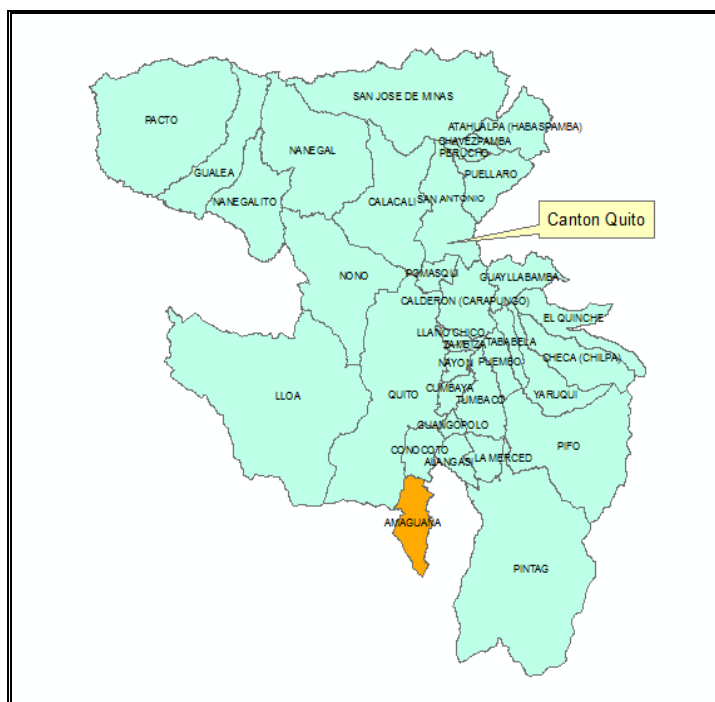 SAN JOSE DE MINAS
PACTO
ATAHUALPA (HABASPAMBA)
CHAVEZPAMBA
NANEGAL
PERUCHO
GUALEA
PUELLARO
NANEGALITO
CALACALI
SAN ANTONIO
Canton Quito
NONO
POMASQUI
GUAYLLABAMBA
CALDERON (CARAPUNGO)
EL QUINCHE
LLANO CHICO
ZAMBIZA
TABABELA
CHECA (CHILPA)
NAYON
PUEMBO
LLOA
QUITO
CUMBAYA
TUMBACO
YARUQUI
GUANGOPOLO
CONOCOTO
PIFO
ALANGASI
LA MERCED
AMAGUAÑA
PINTAG